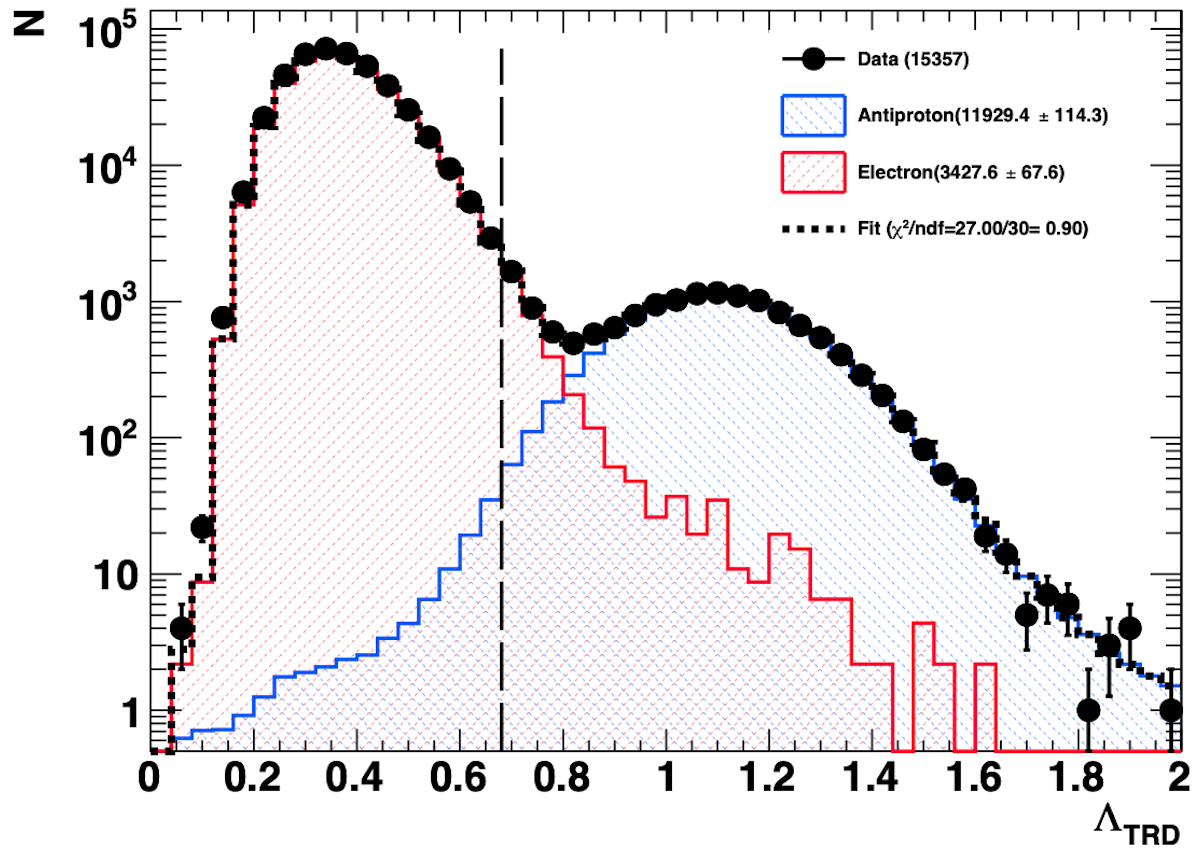 N
10⁵
10⁴
10³
10²
10
1
Data (15357)
Antiproton(11929.4 ± 114.3)
Electron(3427.6 ± 67.6)
Fit (χ²/ndf=27.00/30= 0.90)
0 0.2 0.4 0.6 0.8 1 1.2 1.4 1.6 1.8 2
Λ_TRD